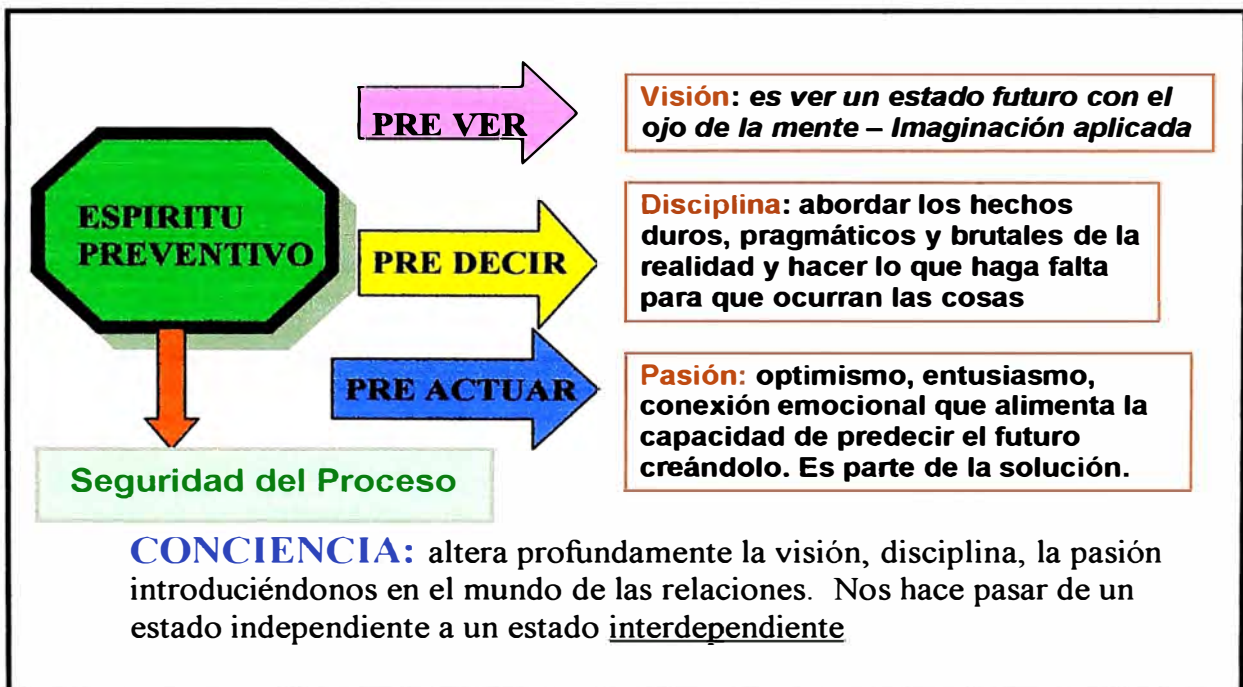 ESPIRITU
PREVENTIVO
PRE VER
Visión: es ver un estado futuro con el
ojo de la mente – Imaginación aplicada
PRE DECIR
Disciplina: abordar los hechos
duros, pragmáticos y brutales de la
realidad y hacer lo que haga falta
para que ocurran las cosas
PRE ACTUAR
Pasión: optimismo, entusiasmo,
conexión emocional que alimenta la
capacidad de predecir el futuro
creándolo. Es parte de la solución.
Seguridad del Proceso
CONCIENCIA: altera profundamente la visión, disciplina, la pasión
introduciéndonos en el mundo de las relaciones. Nos hace pasar de un
estado independiente a un estado interdependiente